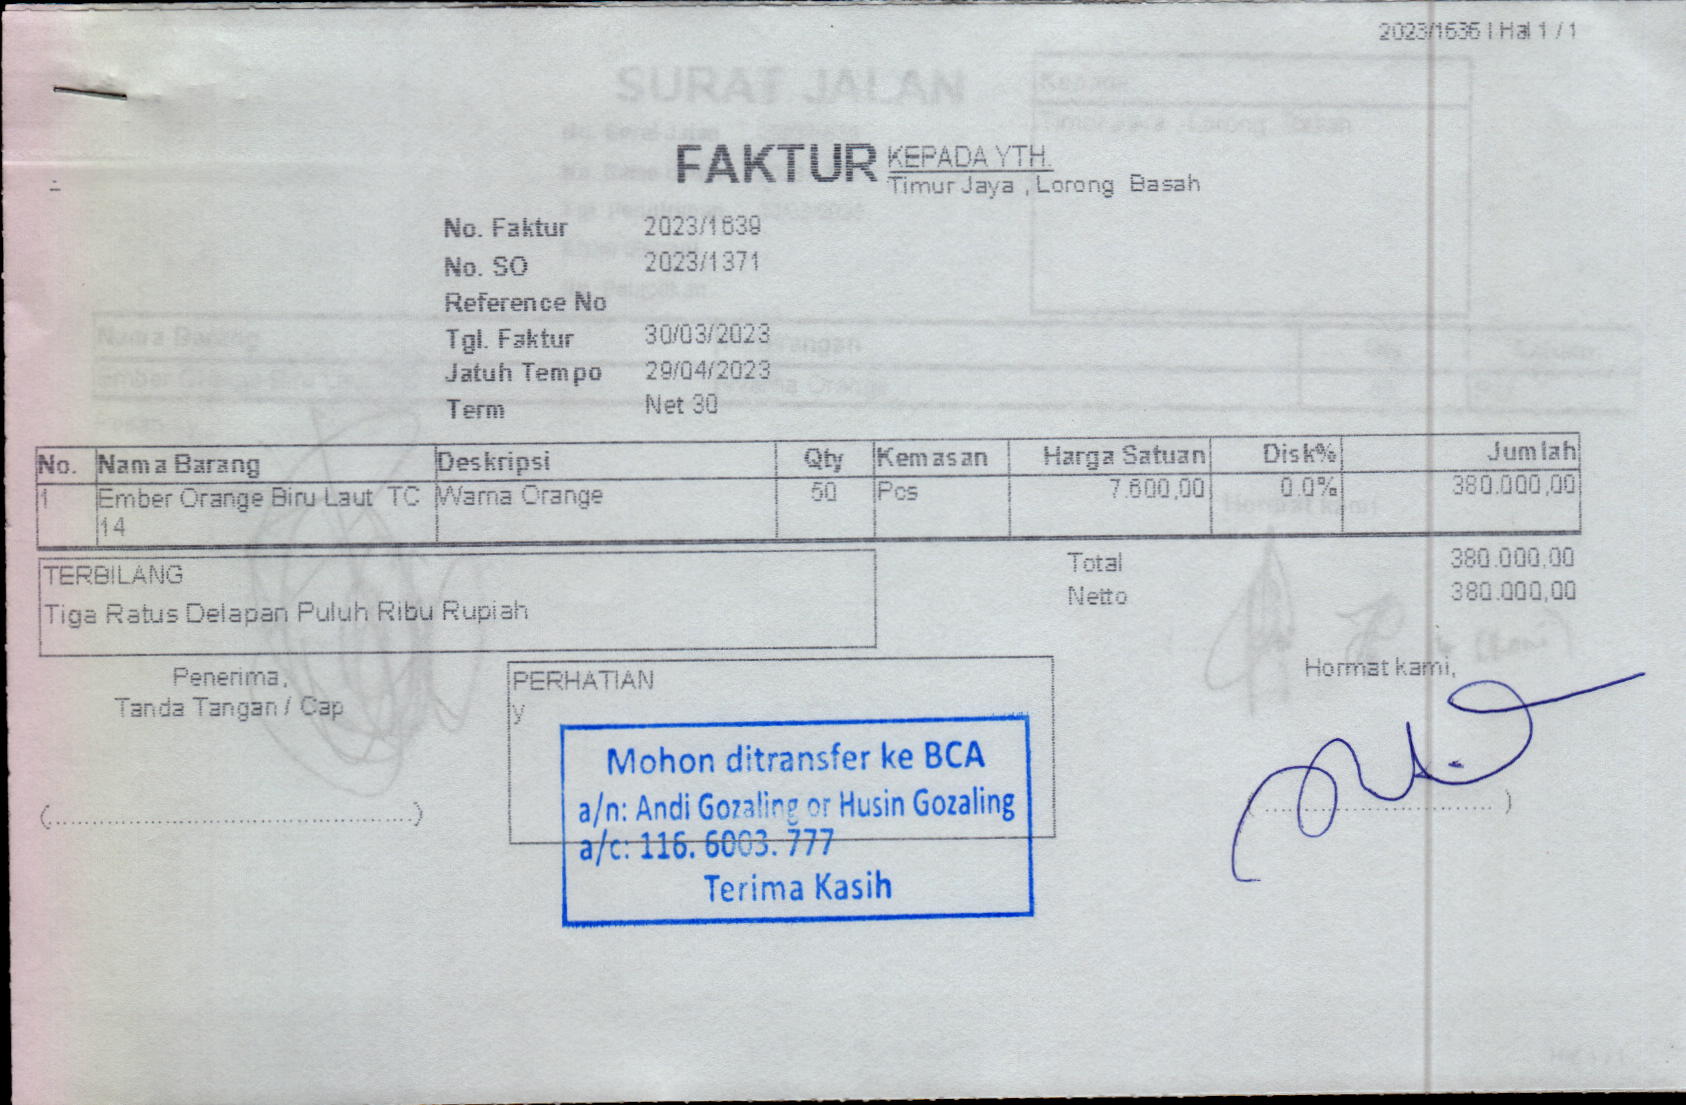 2023/1636 | Hal 1 / 1
SURAT JALAN
FAKTUR KEPADA YTH.
Timur Jaya , Lorong Basah
No. Faktur 2023/1639
No. SO 2023/1371
Reference No
Tgl. Faktur 30/03/2023
Jatuh Tempo 29/04/2023
Term Net 30
No. Nama Barang Deskripsi Qty Kemasan Harga Satuan Disk% Jumlah
1 Ember Orange Biru Laut TC Warna Orange 50 Pcs 7.600,00 0.0% 380.000,00
14
TERBILANG
Tiga Ratus Delapan Puluh Ribu Rupiah
Total 380.000,00
Netto 380.000,00
Penerima,
Tanda Tangan / Cap
PERHATIAN
y
Hormat kami,
Mohon ditransfer ke BCA
a/n: Andi Gozaling or Husin Gozaling
a/c: 116. 6003. 777
Terima Kasih